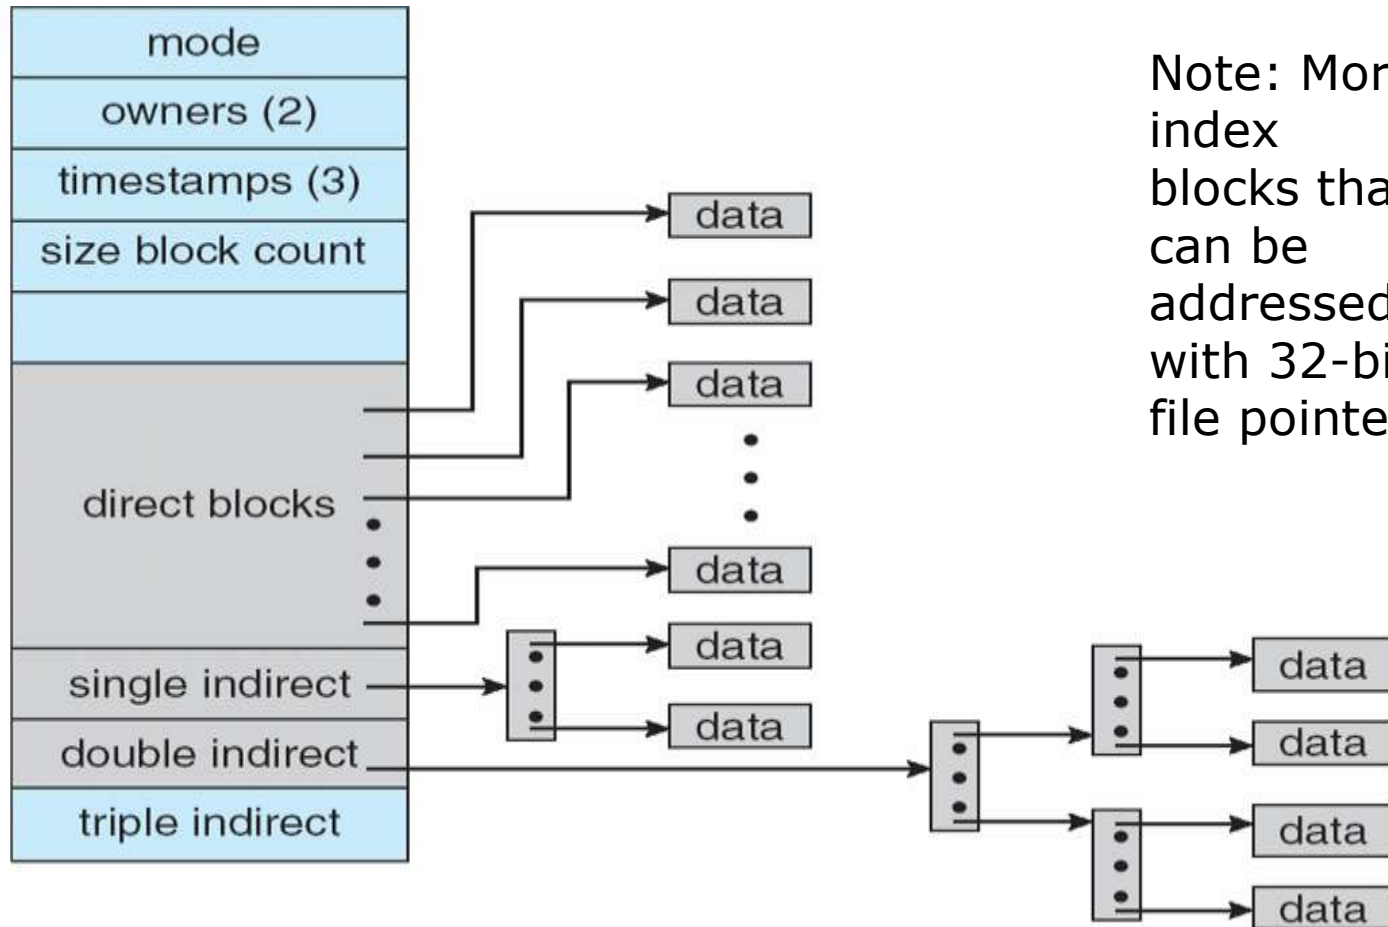 mode
owners (2)
timestamps (3)
size block count
direct blocks
single indirect
double indirect
triple indirect
data
data
data
data
data
data
data
data
data
data
Note: Mor
index
blocks tha
can be
addressed
with 32-bi
file pointe